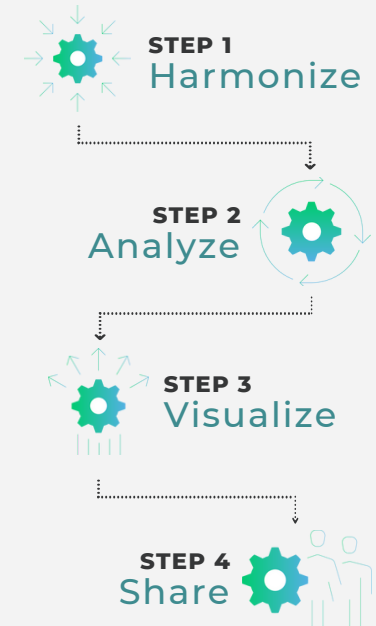 STEP 1
Harmonize
STEP 2
Analyze
STEP 3
Visualize
STEP 4
Share